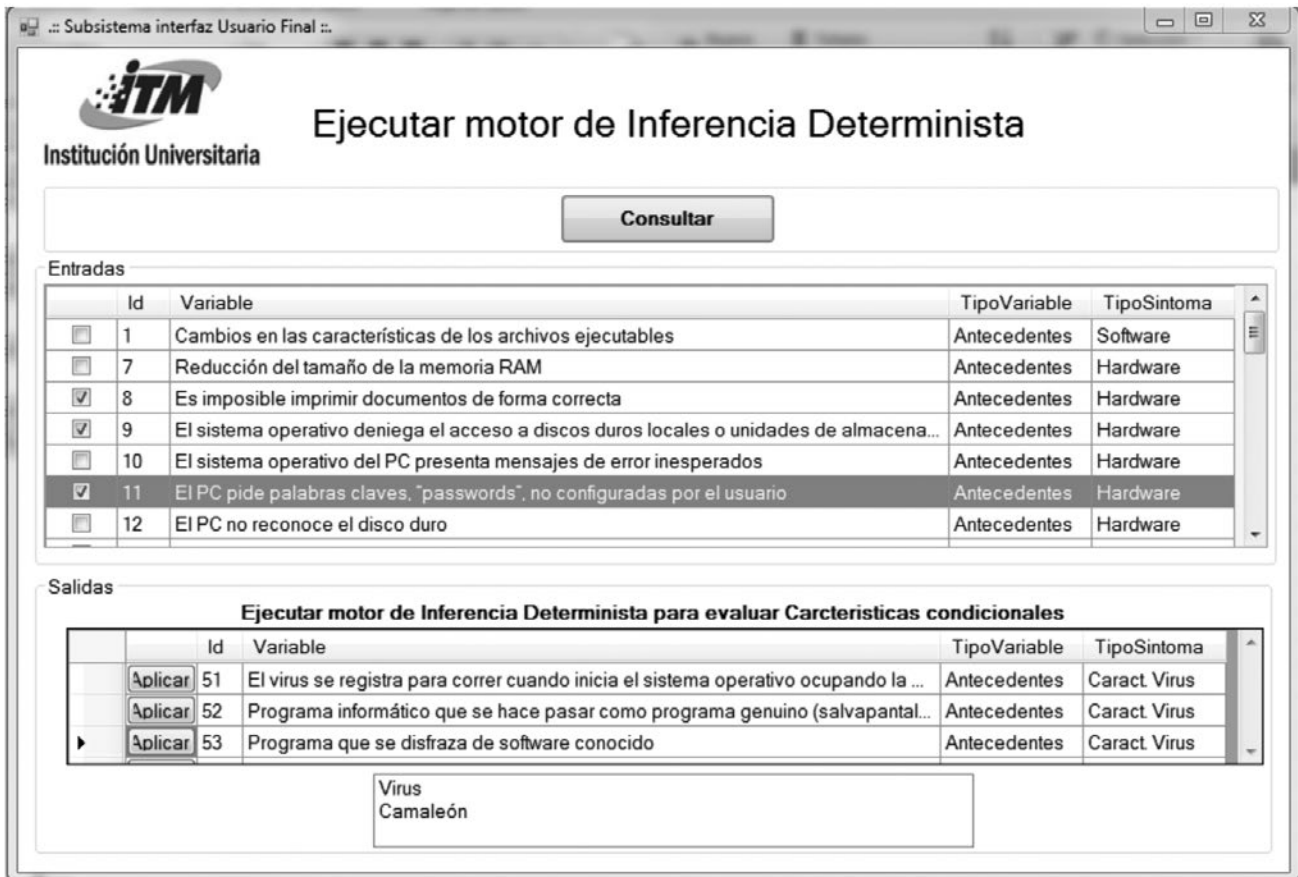 .:: Subsistema interfaz Usuario Final ::.
iTM
Institución Universitaria
Ejecutar motor de Inferencia Determinista
Consultar
Entradas
Id Variable TipoVariable TipoSintoma
1 Cambios en las características de los archivos ejecutables Antecedentes Software
7 Reducción del tamaño de la memoria RAM Antecedentes Hardware
8 Es imposible imprimir documentos de forma correcta Antecedentes Hardware
9 El sistema operativo deniega el acceso a discos duros locales o unidades de almacena... Antecedentes Hardware
10 El sistema operativo del PC presenta mensajes de error inesperados Antecedentes Hardware
11 El PC pide palabras claves, "passwords", no configuradas por el usuario Antecedentes Hardware
12 El PC no reconoce el disco duro Antecedentes Hardware
Salidas
Ejecutar motor de Inferencia Determinista para evaluar Carcteristicas condicionales
Id Variable TipoVariable TipoSintoma
Aplicar 51 El virus se registra para correr cuando inicia el sistema operativo ocupando la ... Antecedentes Caract. Virus
Aplicar 52 Programa informático que se hace pasar como programa genuino (salvapantal... Antecedentes Caract. Virus
Aplicar 53 Programa que se disfraza de software conocido Antecedentes Caract. Virus
Virus
Camaleón